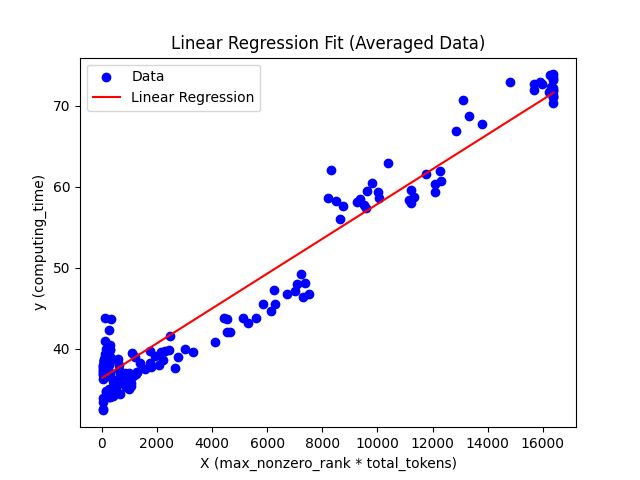 Linear Regression Fit (Averaged Data)
Data
Linear Regression
70
60
50
40
y (computing_time)
0 2000 4000 6000 8000 10000 12000 14000 16000
X (max_nonzero_rank * total_tokens)